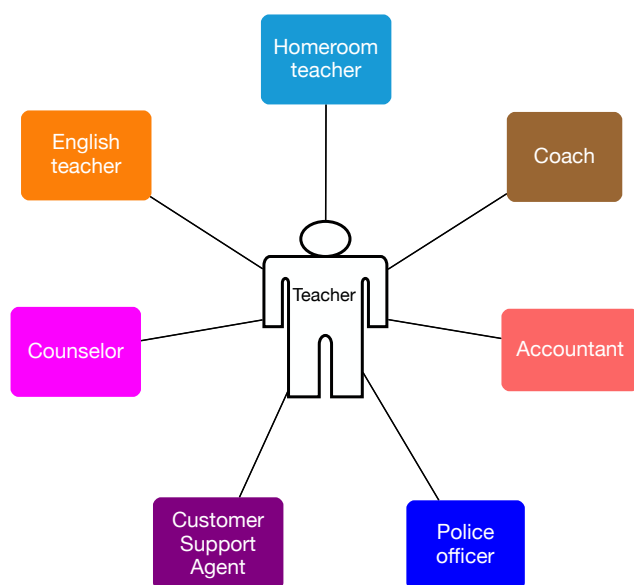 Homeroom
teacher
English
teacher
Coach
Teacher
Counselor
Accountant
Customer
Support
Agent
Police
officer